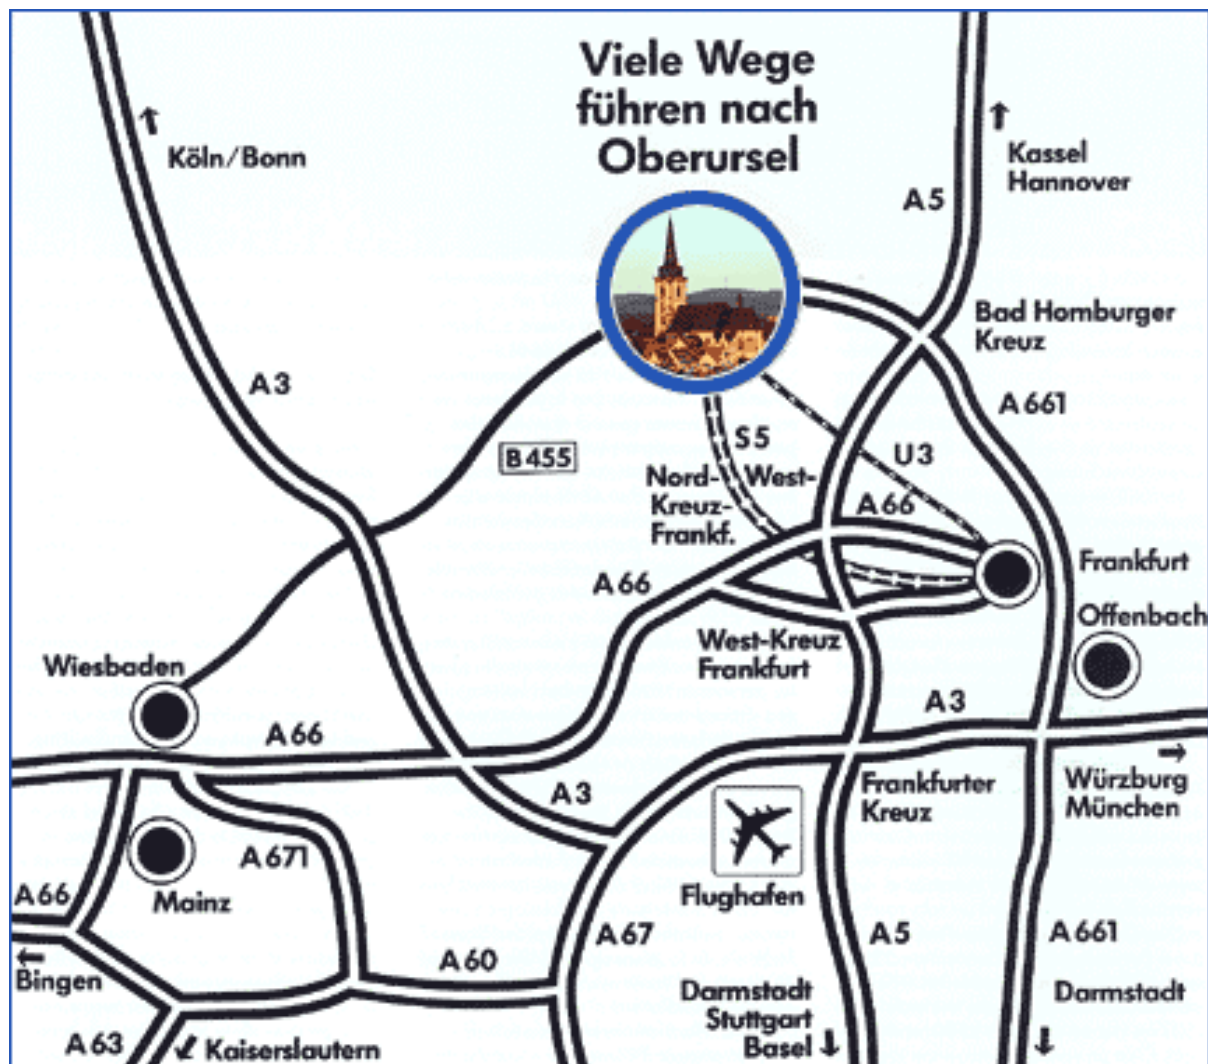 Viele Wege
führen nach
Oberursel
Köln/Bonn
Kassel
Hannover
A5
Bad Homburger
Kreuz
A3
A661
S5
U3
B455
Nord- West-
Kreuz-
Frankf.
A66
A66
Frankfurt
Offenbach
West-Kreuz
Frankfurt
Wiesbaden
A3
A66
Würzburg
München
Frankfurter
Kreuz
A3
A671
A66
Mainz
Flughafen
A67
A5
A661
A60
Bingen
Darmstadt
Stuttgart
Basel
Darmstadt
A63
Kaiserslautern